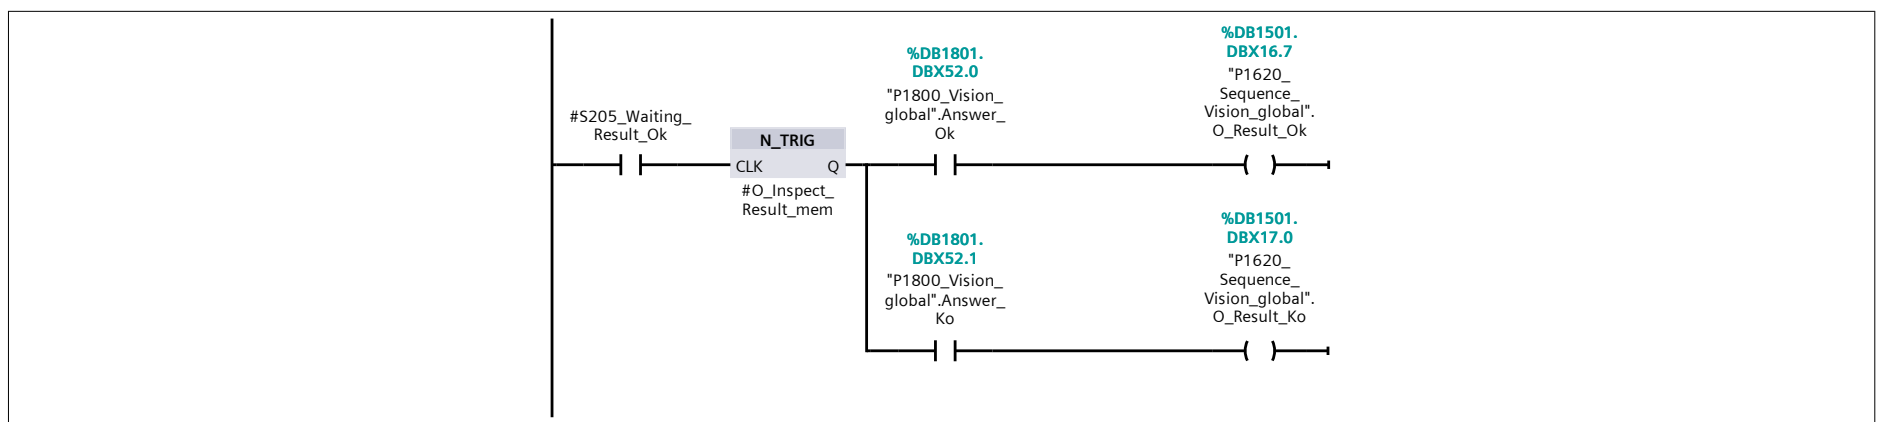 #S205_Waiting_
Result_Ok
N_TRIG
CLK
Q
#O_Inspect_
Result_mem
%DB1801.
DBX52.0
"P1800_Vision_
global".Answer_
Ok
%DB1501.
DBX16.7
"P1620_
Sequence_
Vision_global".
O_Result_Ok
%DB1801.
DBX52.1
"P1800_Vision_
global".Answer_
Ko
%DB1501.
DBX17.0
"P1620_
Sequence_
Vision_global".
O_Result_Ko